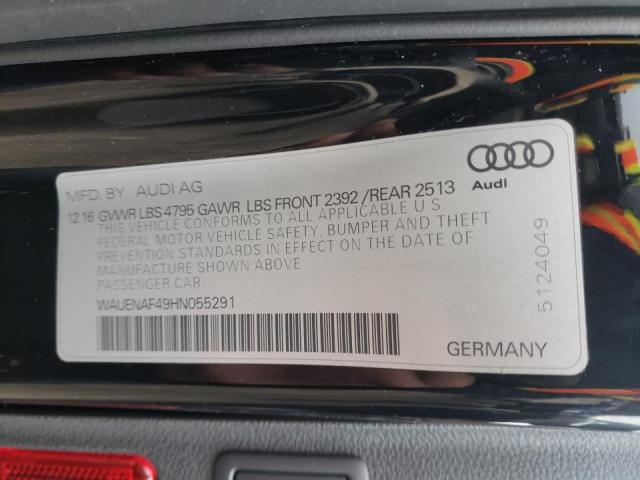 MFD. BY AUDI AG
Audi
12 16 GVWR LBS 4795 GAWR LBS FRONT 2392 /REAR 2513
THIS VEHICLE CONFORMS TO ALL APPLICABLE U.S.
FEDERAL MOTOR VEHICLE SAFETY, BUMPER AND THEFT
PREVENTION STANDARDS IN EFFECT ON THE DATE OF
MANUFACTURE SHOWN ABOVE
PASSENGER CAR
WAUENAF49HN055291
GERMANY
5124049